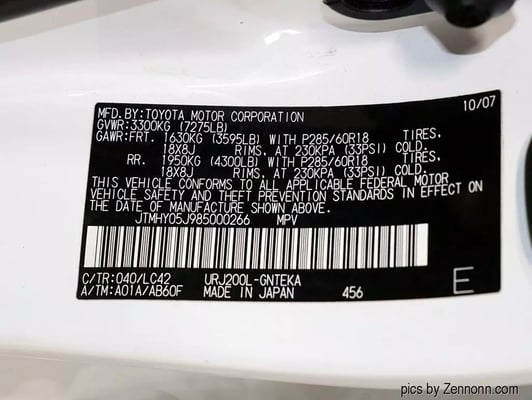 10/07
MFD.BY:TOYOTA MOTOR CORPORATION
GVWR:3300KG (7275LB)
GAWR:FRT. 1630KG (3595LB) WITH P285/60R18 TIRES,
18X8J RIMS, AT 230KPA (33PSI) COLD.
RR. 1950KG (4300LB) WITH P285/60R18 TIRES,
18X8J RIMS, AT 230KPA (33PSI) COLD.
THIS VEHICLE CONFORMS TO ALL APPLICABLE FEDERAL MOTOR
VEHICLE SAFETY AND THEFT PREVENTION STANDARDS IN EFFECT ON
THE DATE OF MANUFACTURE SHOWN ABOVE.
JTMHY05J985000266 MPV
C/TR:040/LC42 URJ200L-GNTEKA
A/TM:A01A/AB60F MADE IN JAPAN 456
E
pics by Zennonn.com